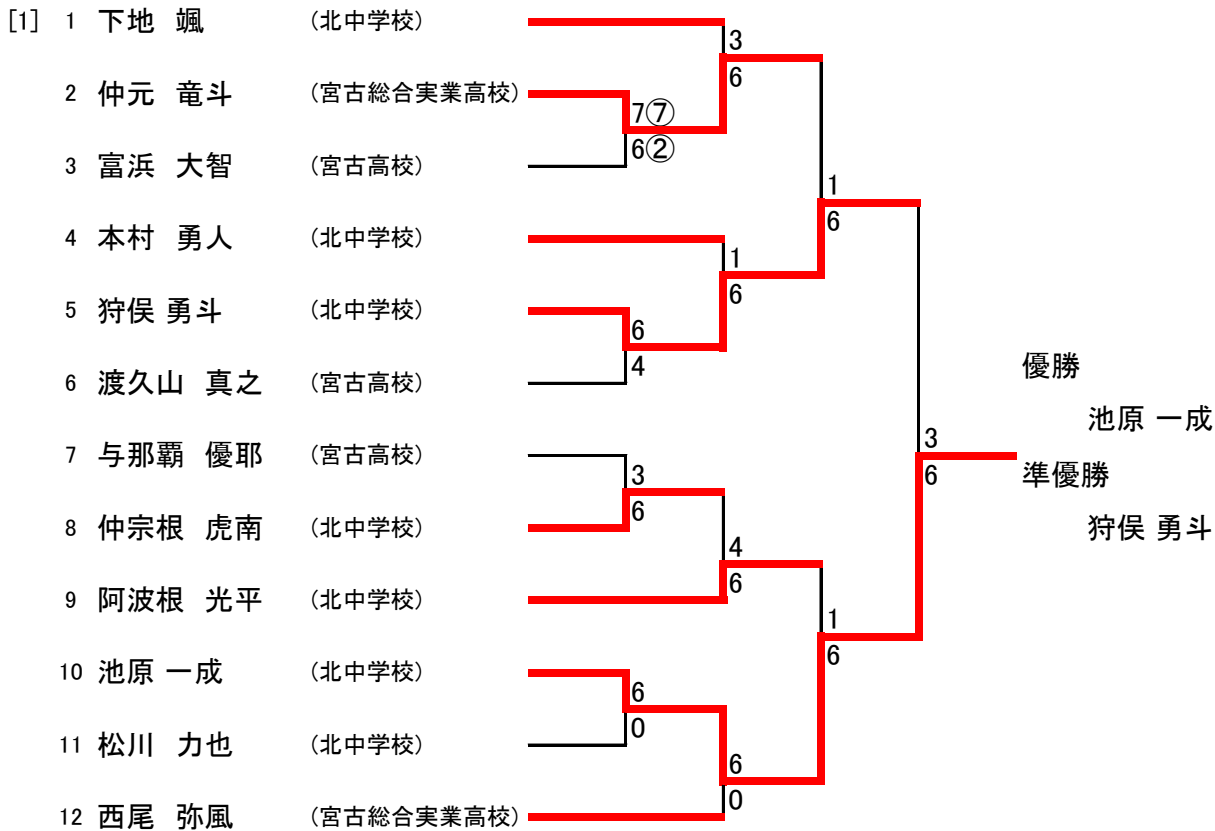 [1] 1 下地 颯 (北中学校)
3
6
2 仲元 竜斗 (宮古総合実業高校)
7⑦
6②
3 富浜 大智 (宮古高校)
1
6
4 本村 勇人 (北中学校)
1
6
5 狩俣 勇斗 (北中学校)
6
4
6 渡久山 真之 (宮古高校)
優勝
池原 一成
3
6
準優勝
狩俣 勇斗
7 与那覇 優耶 (宮古高校)
3
6
8 仲宗根 虎南 (北中学校)
4
6
9 阿波根 光平 (北中学校)
1
6
10 池原 一成 (北中学校)
6
0
11 松川 力也 (北中学校)
6
0
12 西尾 弥風 (宮古総合実業高校)